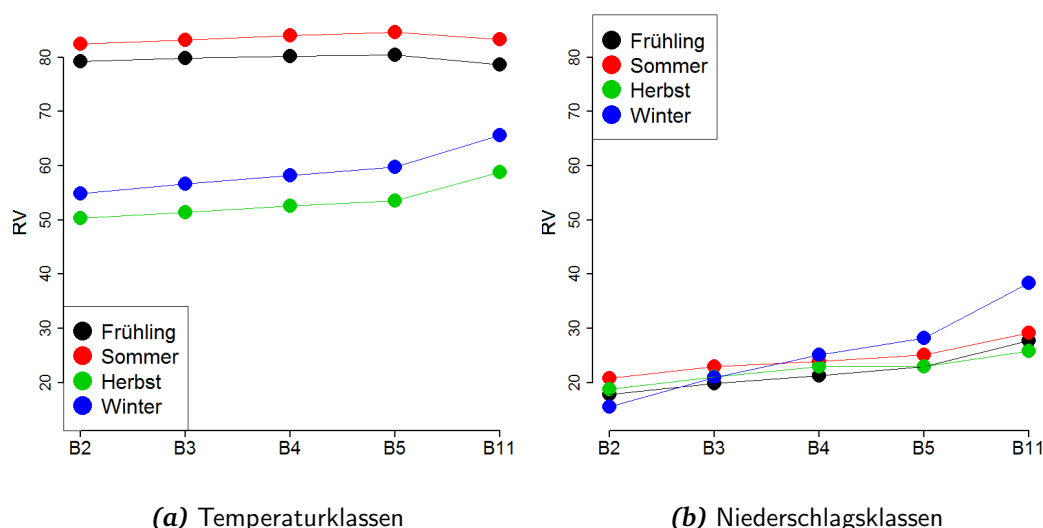 80
70
60
50
40
30
20
RV
Frühling
Sommer
Herbst
Winter
B2 B3 B4 B5 B11
(a) Temperaturklassen
80
70
60
50
40
30
20
RV
Frühling
Sommer
Herbst
Winter
B2 B3 B4 B5 B11
(b) Niederschlagsklassen